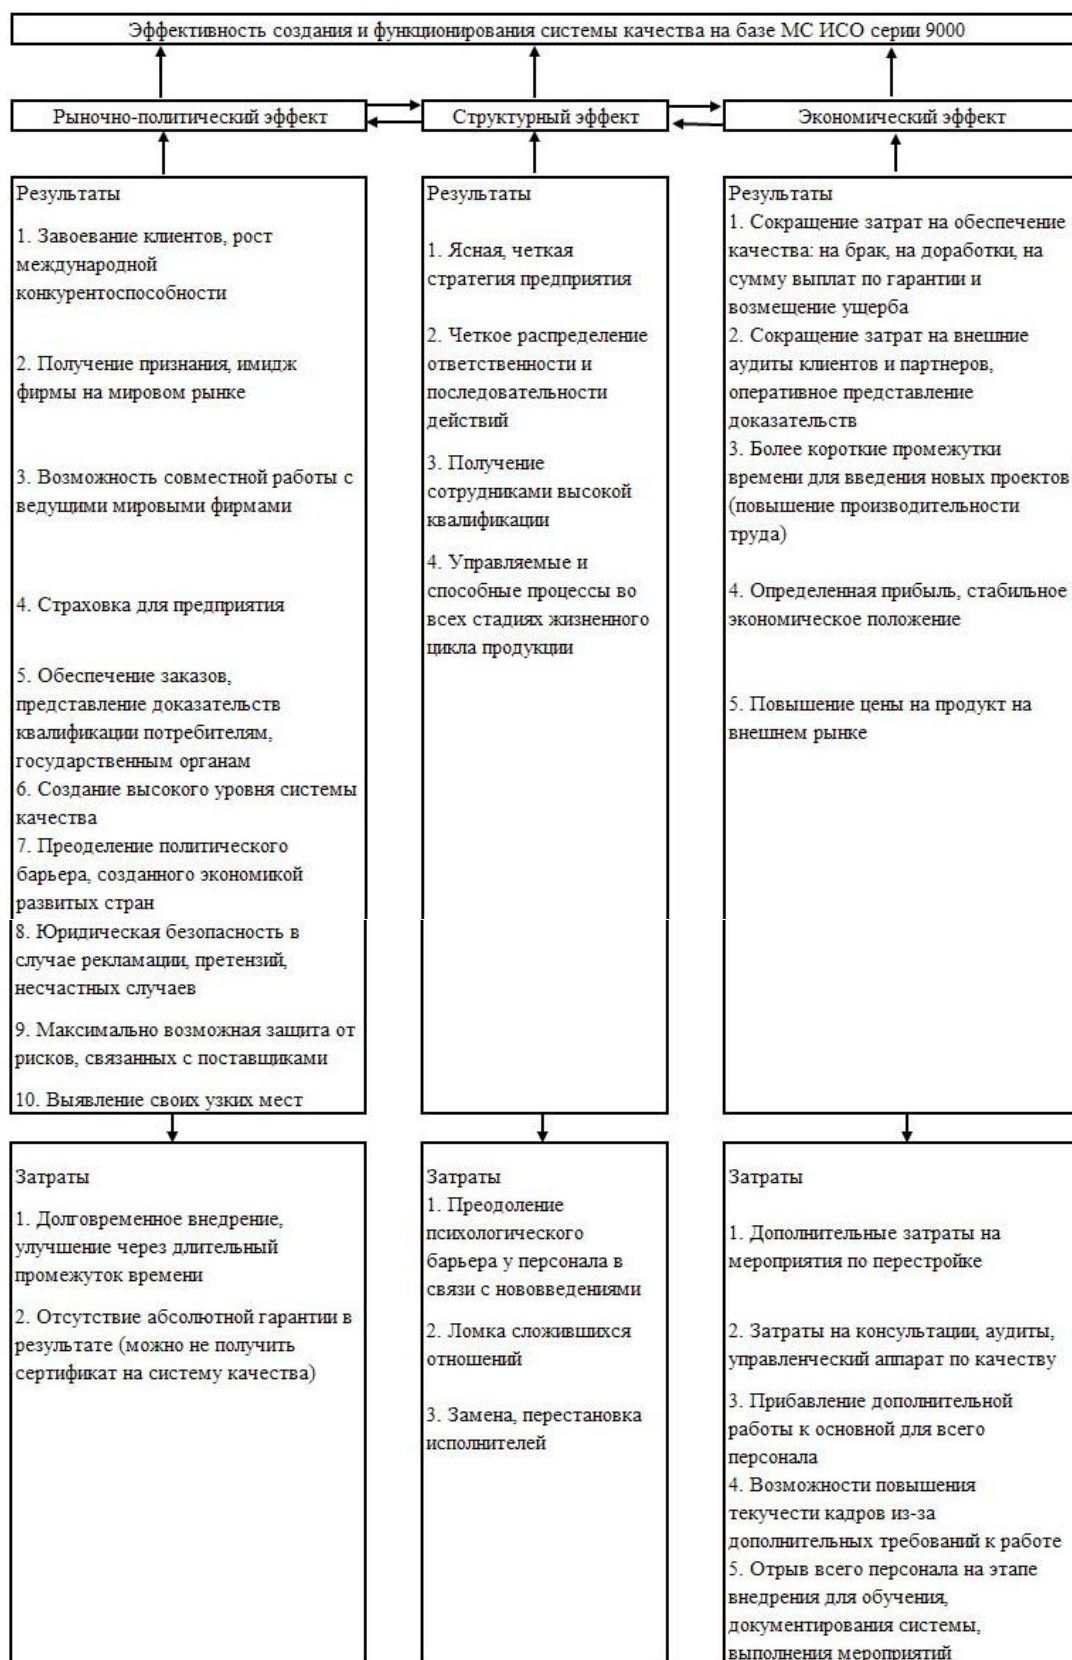 Эффективность создания и функционирования системы качества на базе МС ИСО серии 9000
Рыночно-политический эффект
Структурный эффект
Экономический эффект
Результаты
1. Завоевание клиентов, рост
международной
конкурентоспособности
2. Получение признания, имидж
фирмы на мировом рынке
3. Возможность совместной работы с
ведущими мировыми фирмами
4. Страховка для предприятия
5. Обеспечение заказов,
представление доказательств
квалификации потребителям,
государственным органам
6. Создание высокого уровня системы
качества
7. Преоделение политического
барьера, созданного экономикой
развитых стран
8. Юридическая безопасность в
случае рекламации, претензий,
несчастных случаев
9. Максимально возможная защита от
рисков, связанных с поставщиками
10. Выявление своих узких мест
Результаты
1. Ясная, четкая
стратегия предприятия
2. Четкое распределение
ответственности и
последовательности
действий
3. Получение
сотрудниками высокой
квалификации
4. Управляемые и
способные процессы во
всех стадиях жизненного
цикла продукции
Результаты
1. Сокращение затрат на обеспечение
качества: на брак, на доработки, на
сумму выплат по гарантии и
возмещение ущерба
2. Сокращение затрат на внешние
аудиты клиентов и партнеров,
оперативное представление
доказательств
3. Более короткие промежутки
времени для введения новых проектов
(повышение производительности
труда)
4. Определенная прибыль, стабильное
экономическое положение
5. Повышение цены на продукт на
внешнем рынке
Затраты
1. Долговременное внедрение,
улучшение через длительный
промежуток времени
2. Отсутствие абсолютной гарантии в
результате (можно не получить
сертификат на систему качества)
Затраты
1. Преодоление
психологического
барьера у персонала в
связи с нововведениями
2. Ломка сложившихся
отношений
3. Замена, перестановка
исполнителей
Затраты
1. Дополнительные затраты на
мероприятия по перестройке
2. Затраты на консультации, аудиты,
управленческий аппарат по качеству
3. Прибавление дополнительной
работы к основной для всего
персонала
4. Возможности повышения
текучести кадров из-за
дополнительных требований к работе
5. Отрыв всего персонала на этапе
внедрения для обучения,
документирования системы,
выполнения мероприятий